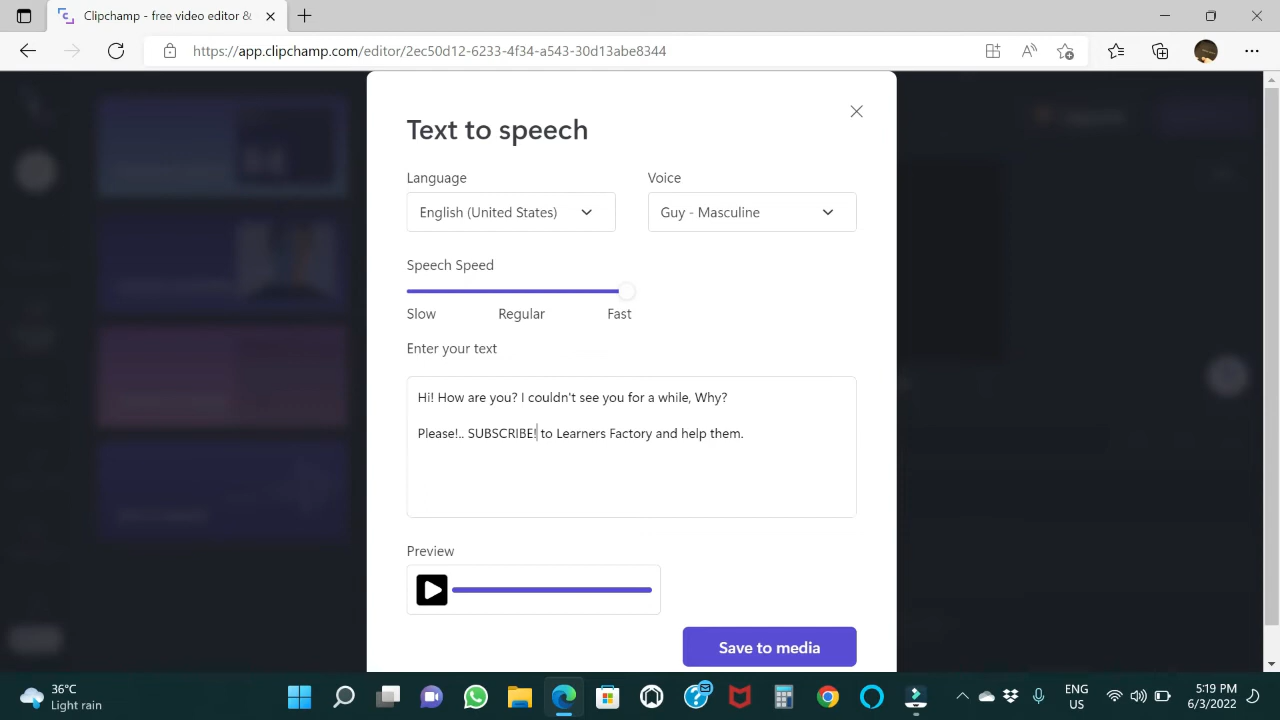 Clipchamp - free video editor &
https://app.clipchamp.com/editor/2ec50d12-6233-4f34-a543-30d13abe8344
Text to speech
Language
Voice
English (United States)
Guy - Masculine
Speech Speed
Slow
Regular
Fast
Enter your text
Hi! How are you? I couldn't see you for a while, Why?
Please!.. SUBSCRIBE! to Learners Factory and help them.
Preview
Save to media
36°C
Light rain
ENG
US
5:19 PM
6/3/2022